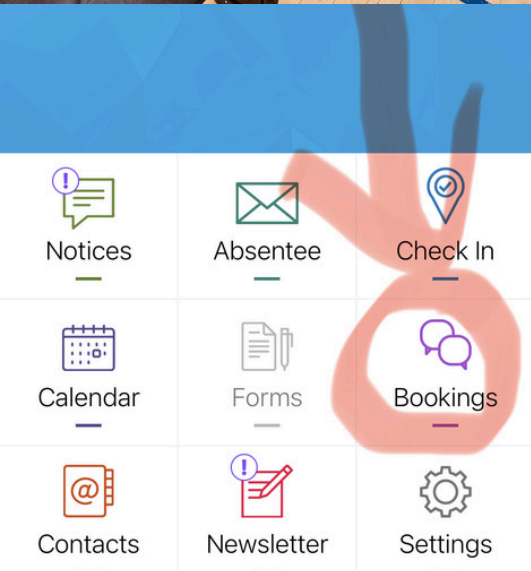 Notices Absentee Check In
Calendar Forms Bookings
Contacts Newsletter Settings